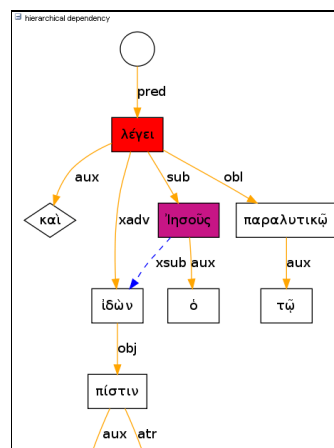 hierarchical dependency
pred
λέγει
aux
sub
obl
καὶ
xadv
Ἰησοῦς
παραλυτικῷ
xsub
aux
aux
ἰδὼν
ὁ
τῷ
obj
πίστιν
aux
atr